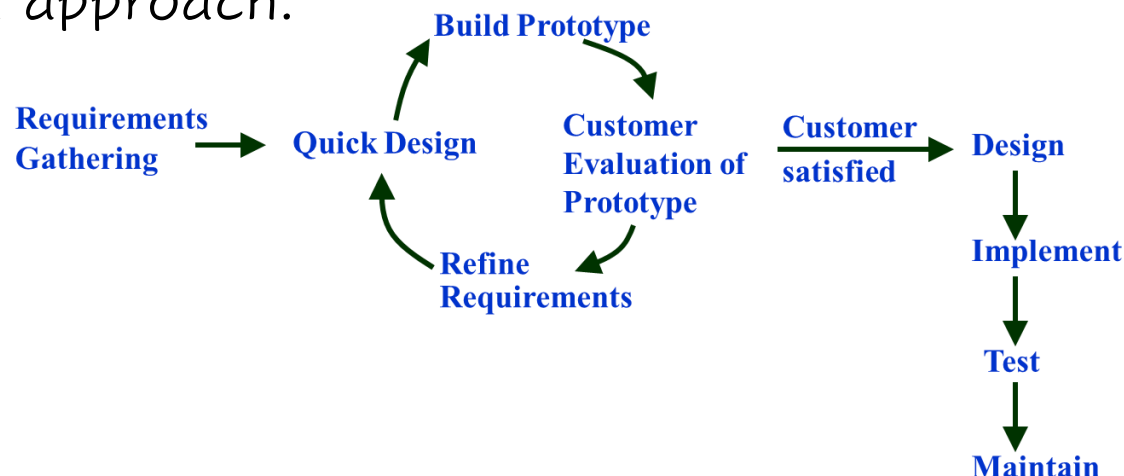 approach.
Build Prototype
Requirements
Gathering
Quick Design
Customer
Evaluation of
Prototype
Customer
satisfied
Design
Refine
Requirements
Implement
Test
Maintain